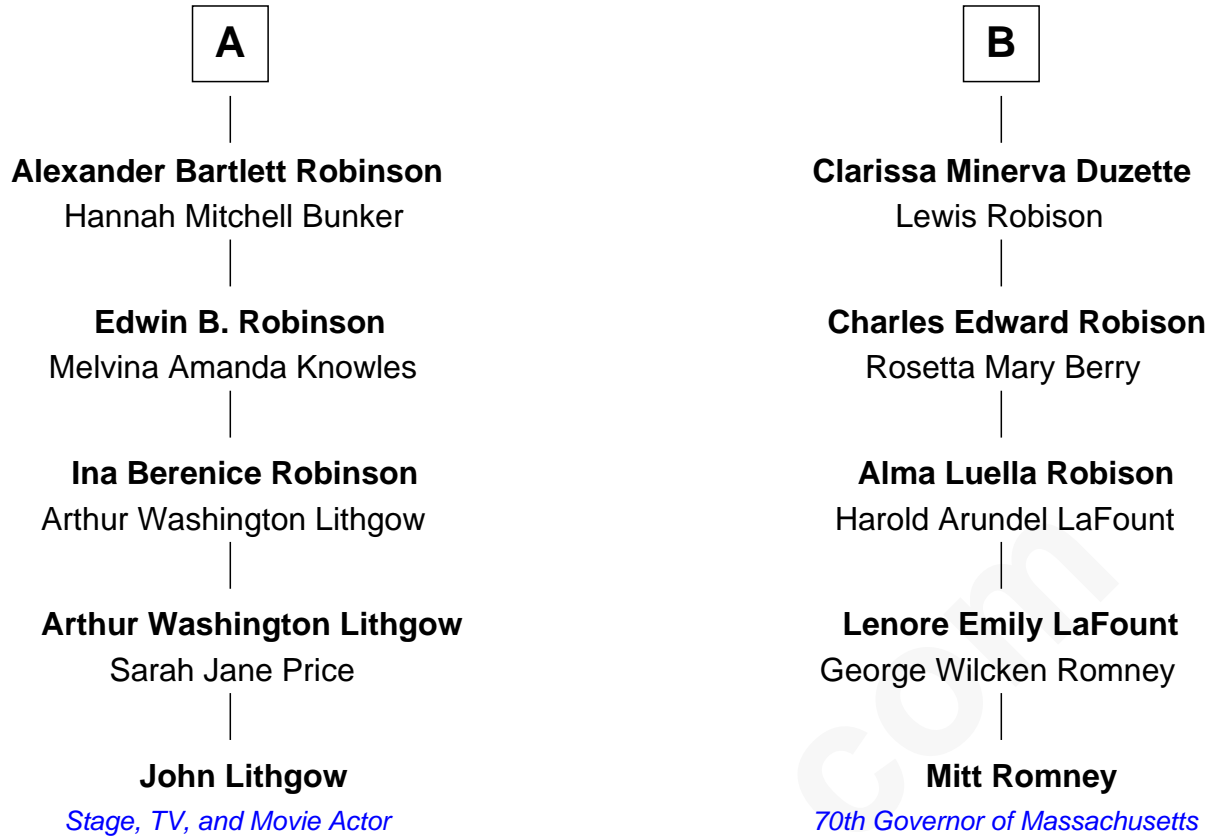 A
B
Alexander Bartlett Robinson
Hannah Mitchell Bunker
Clarissa Minerva Duzette
Lewis Robison
Edwin B. Robinson
Melvina Amanda Knowles
Charles Edward Robison
Rosetta Mary Berry
Ina Berenice Robinson
Arthur Washington Lithgow
Alma Luella Robison
Harold Arundel LaFount
Arthur Washington Lithgow
Sarah Jane Price
Lenore Emily LaFount
George Wilcken Romney
John Lithgow
Stage, TV, and Movie Actor
Mitt Romney
70th Governor of Massachusetts
com